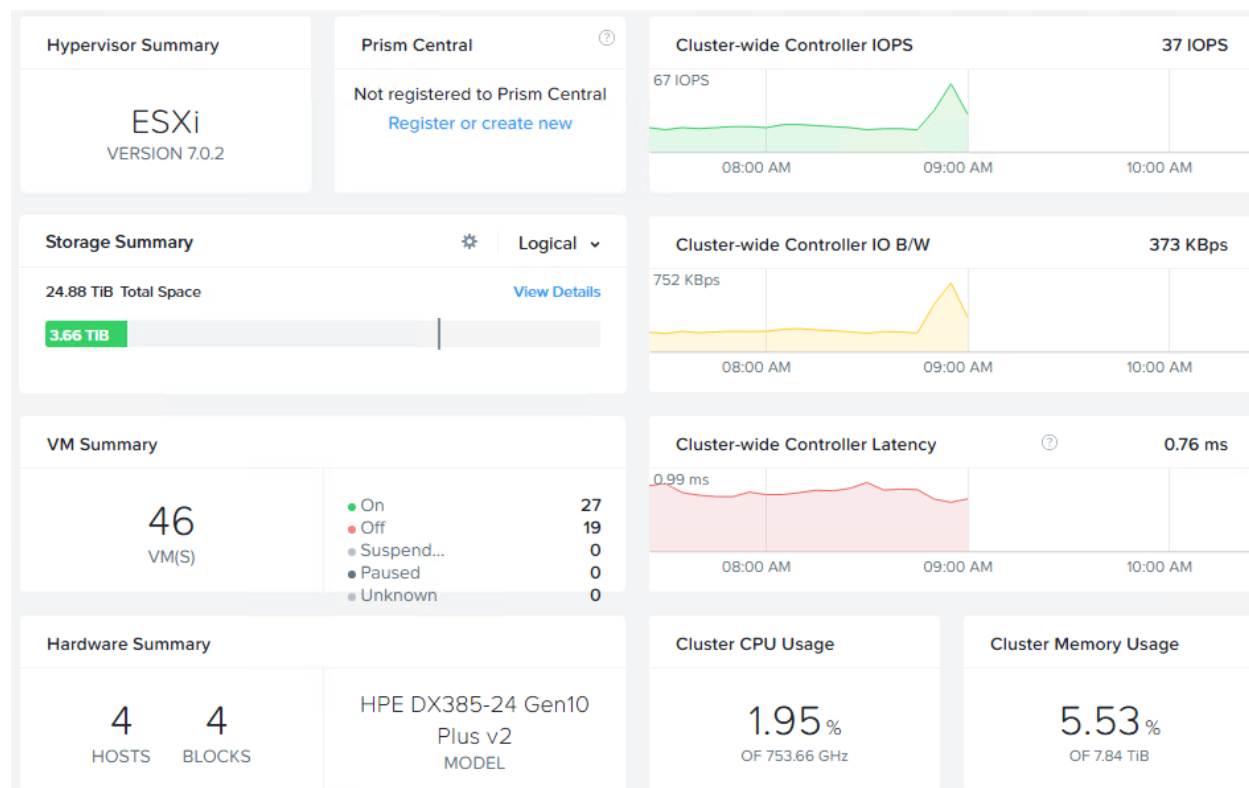 Hypervisor Summary
ESXi
VERSION 7.0.2
Prism Central
?
Not registered to Prism Central
Register or create new
Cluster-wide Controller IOPS
37 IOPS
67 IOPS
08:00 AM
09:00 AM
10:00 AM
Storage Summary
Logical
24.88 TiB Total Space
View Details
3.66 TIB
Cluster-wide Controller IO B/W
373 KBps
752 KBps
08:00 AM
09:00 AM
10:00 AM
VM Summary
46
VM(S)
On 27
Off 19
Suspend... 0
Paused 0
Unknown 0
Cluster-wide Controller Latency
?
0.76 ms
0.99 ms
08:00 AM
09:00 AM
10:00 AM
Hardware Summary
4
HOSTS
4
BLOCKS
HPE DX385-24 Gen10
Plus v2
MODEL
Cluster CPU Usage
1.95 %
OF 753.66 GHz
Cluster Memory Usage
5.53 %
OF 7.84 TiB